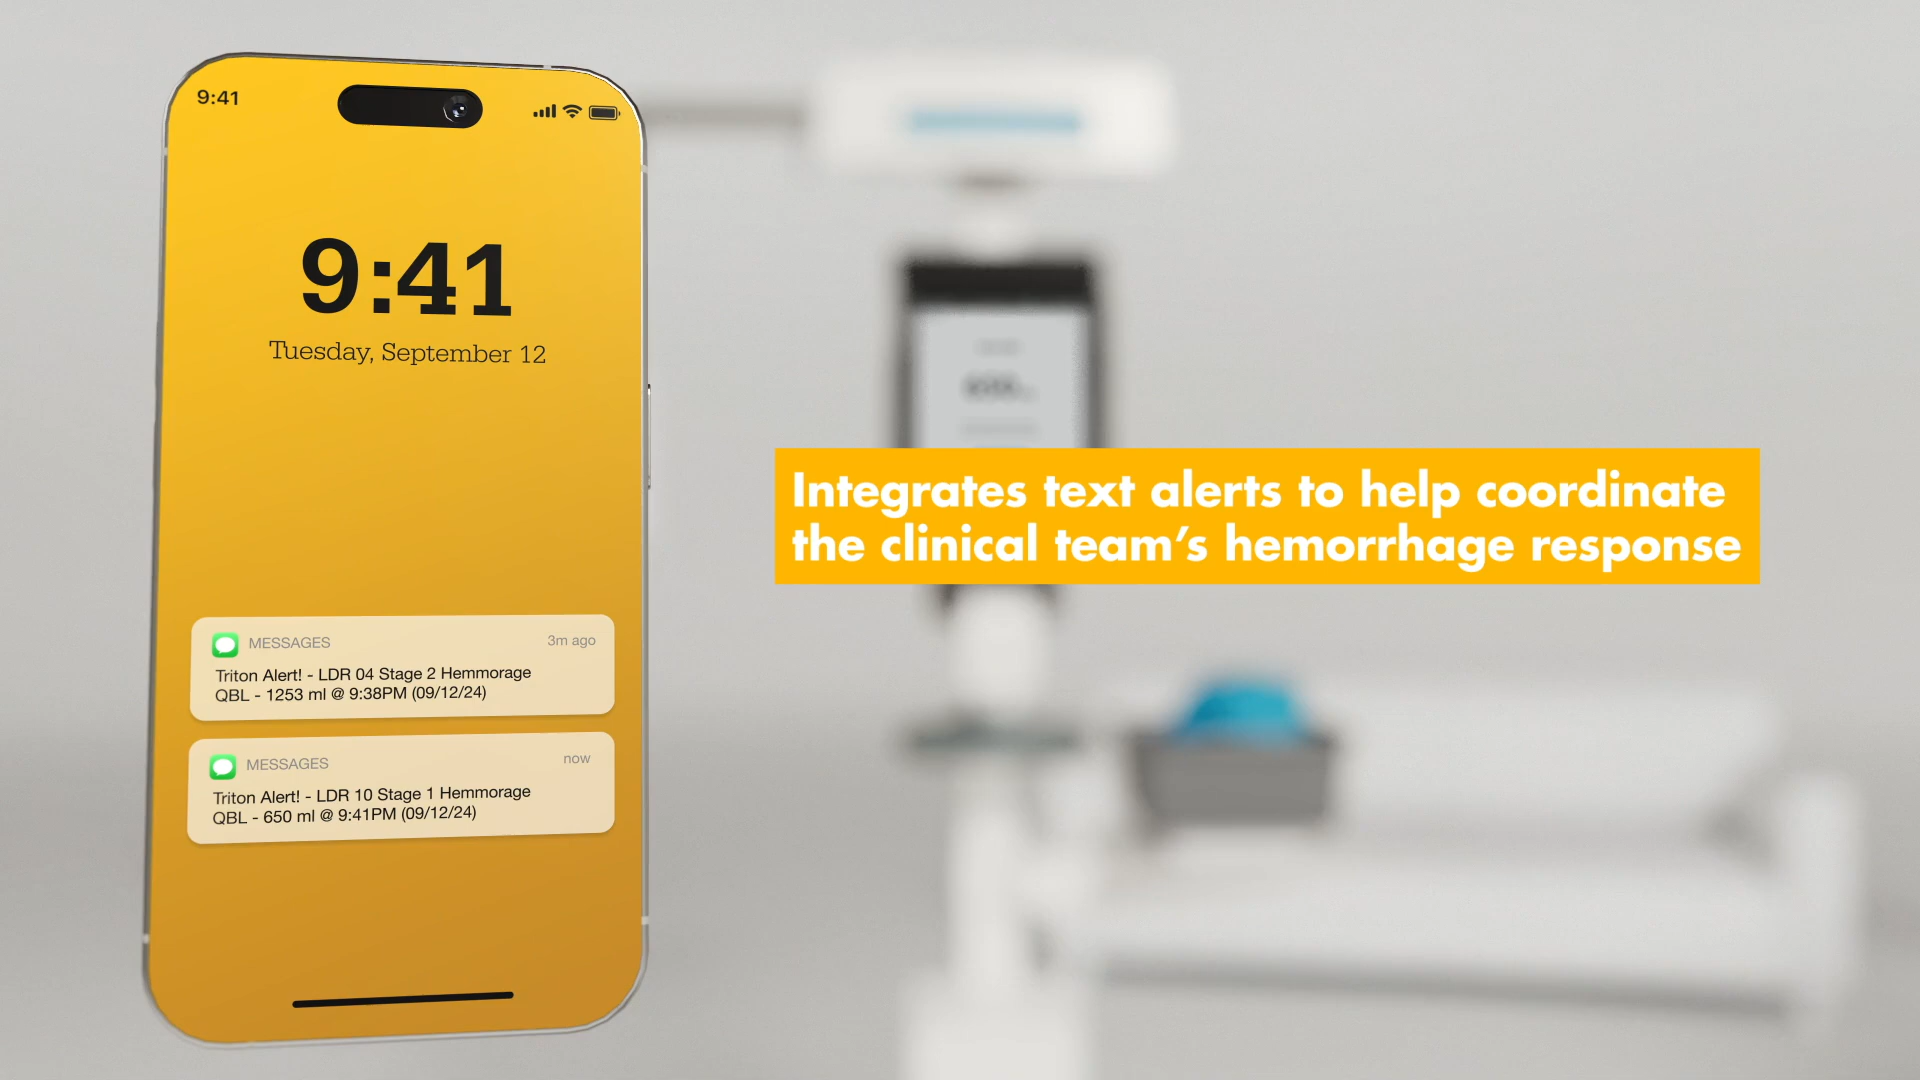 9:41
9:41
Tuesday, September 12
MESSAGES 3m ago
Triton Alert! - LDR 04 Stage 2 Hemmorage
QBL - 1253 ml @ 9:38PM (09/12/24)
MESSAGES now
Triton Alert! - LDR 10 Stage 1 Hemmorage
QBL - 650 ml @ 9:41PM (09/12/24)
Integrates text alerts to help coordinate
the clinical team's hemorrhage response